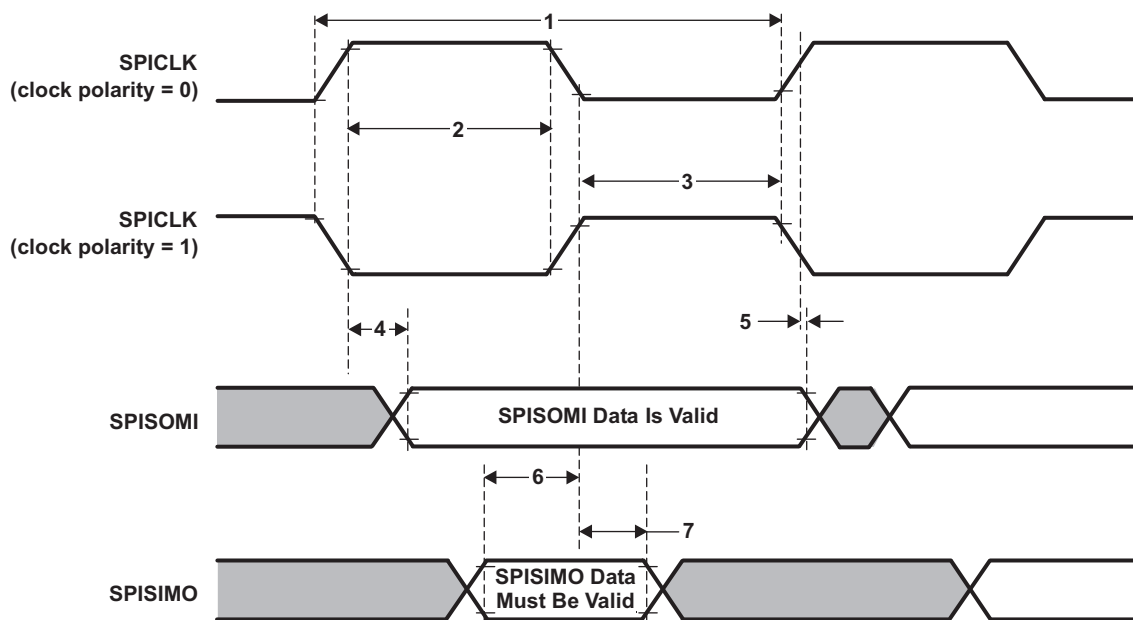 1
SPICLK
(clock polarity = 0)
2
3
SPICLK
(clock polarity = 1)
4
5
SPISOMI
SPISOMI Data Is Valid
6
7
SPISIMO
SPISIMO Data
Must Be Valid